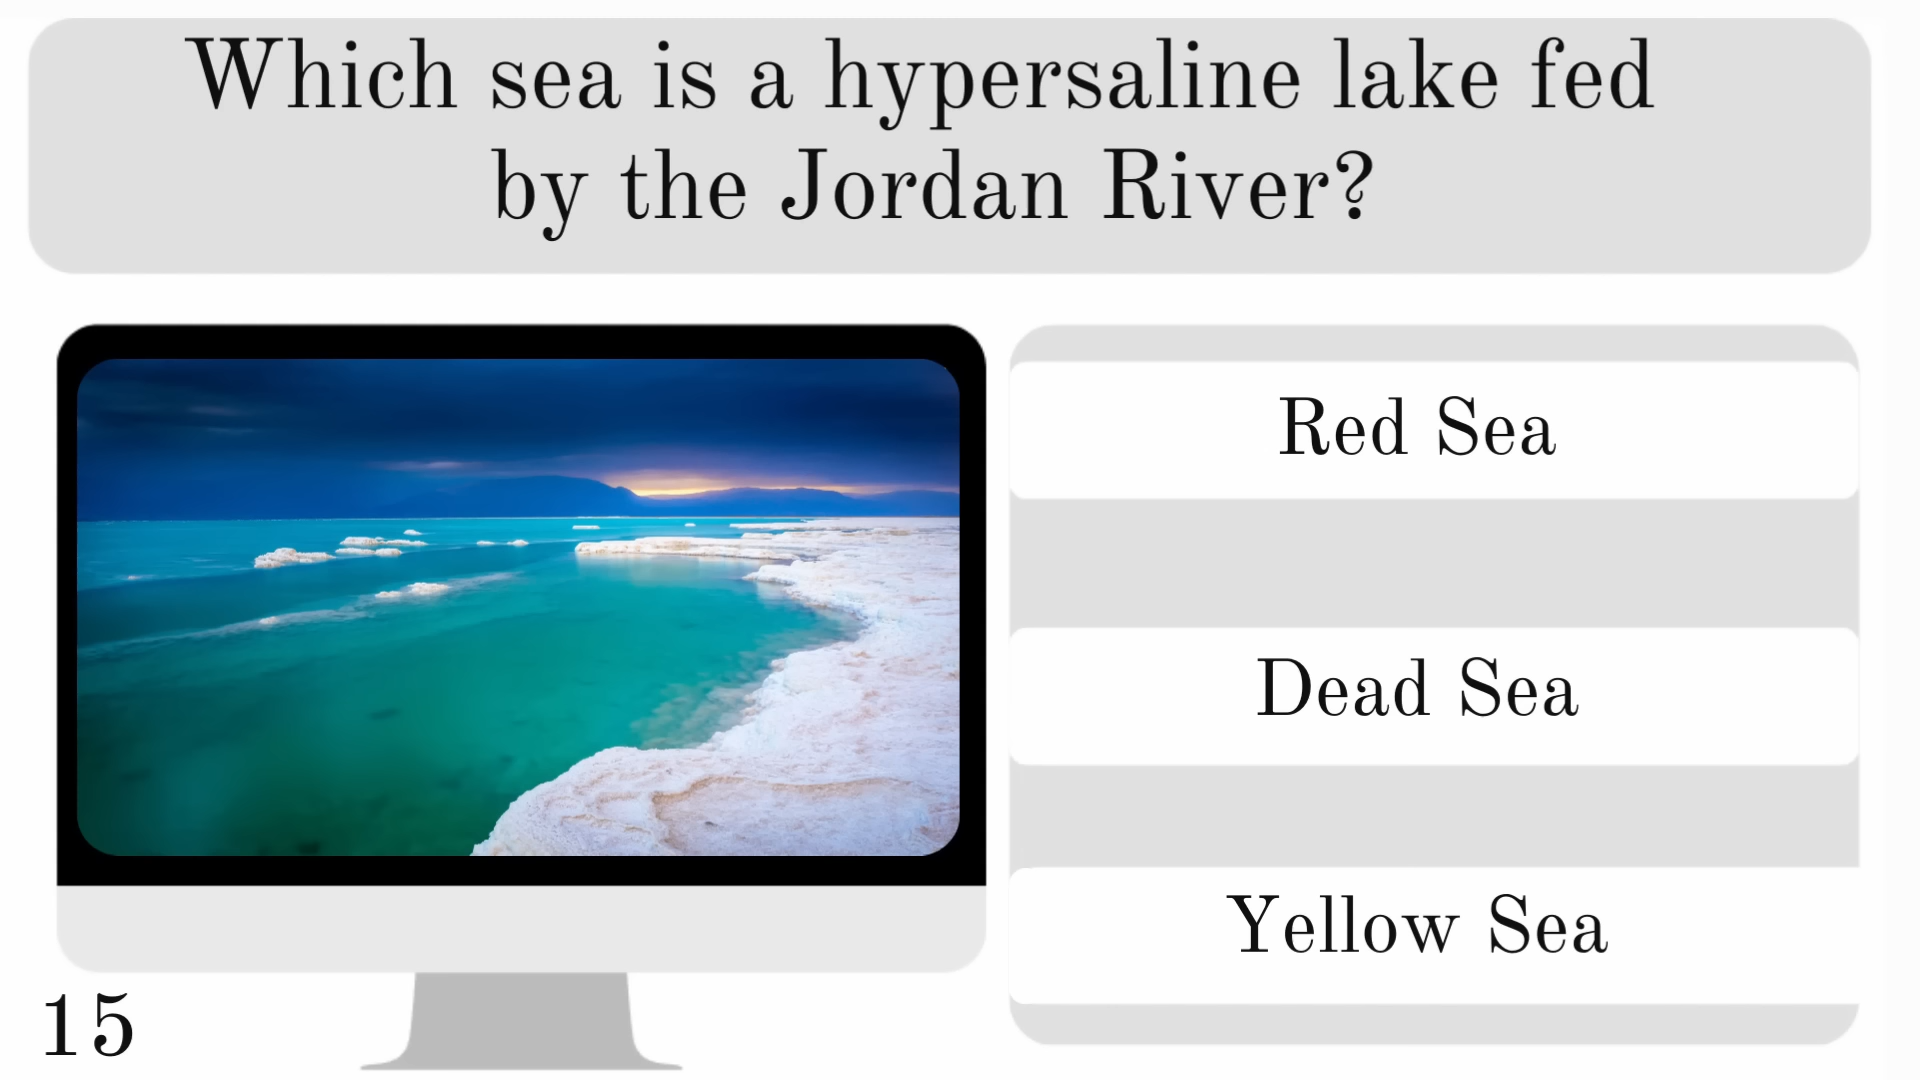 Which sea is a hypersaline lake fed
by the Jordan River?
Red Sea
Dead Sea
Yellow Sea
15